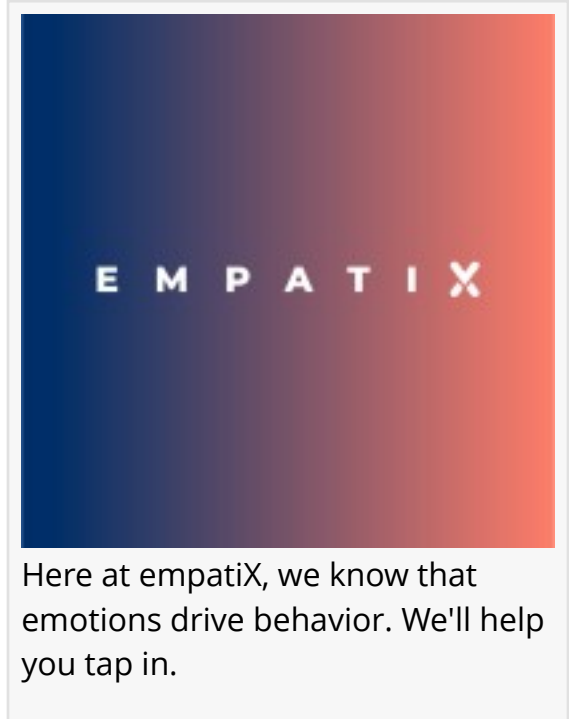 EMPATIX
Here at empatiX, we know that
emotions drive behavior. We'll help
you tap in.